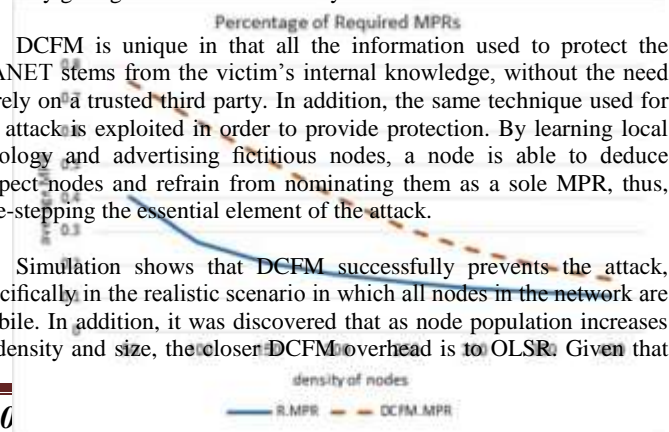 Percentage of Required MPRs
DCFM is unique in that all the information used to protect the
ANET stems from the victim's internal knowledge, without the need
rely on a trusted third party. In addition, the same technique used for
attack is exploited in order to provide protection. By learning local
ology and advertising fictitious nodes, a node is able to deduce
pect nodes and refrain from nominating them as a sole MPR, thus,
e-stepping the essential element of the attack.
0.3
Simulation shows that DCFM successfully prevents the attack,
cifically in the realistic scenario in which all nodes in the network are
bile. In addition, it was discovered that as node population increases
density and size, the closer DCFM overhead is to OLSR. Given that
density of nodes
R.MPR DCFM.MPR
0